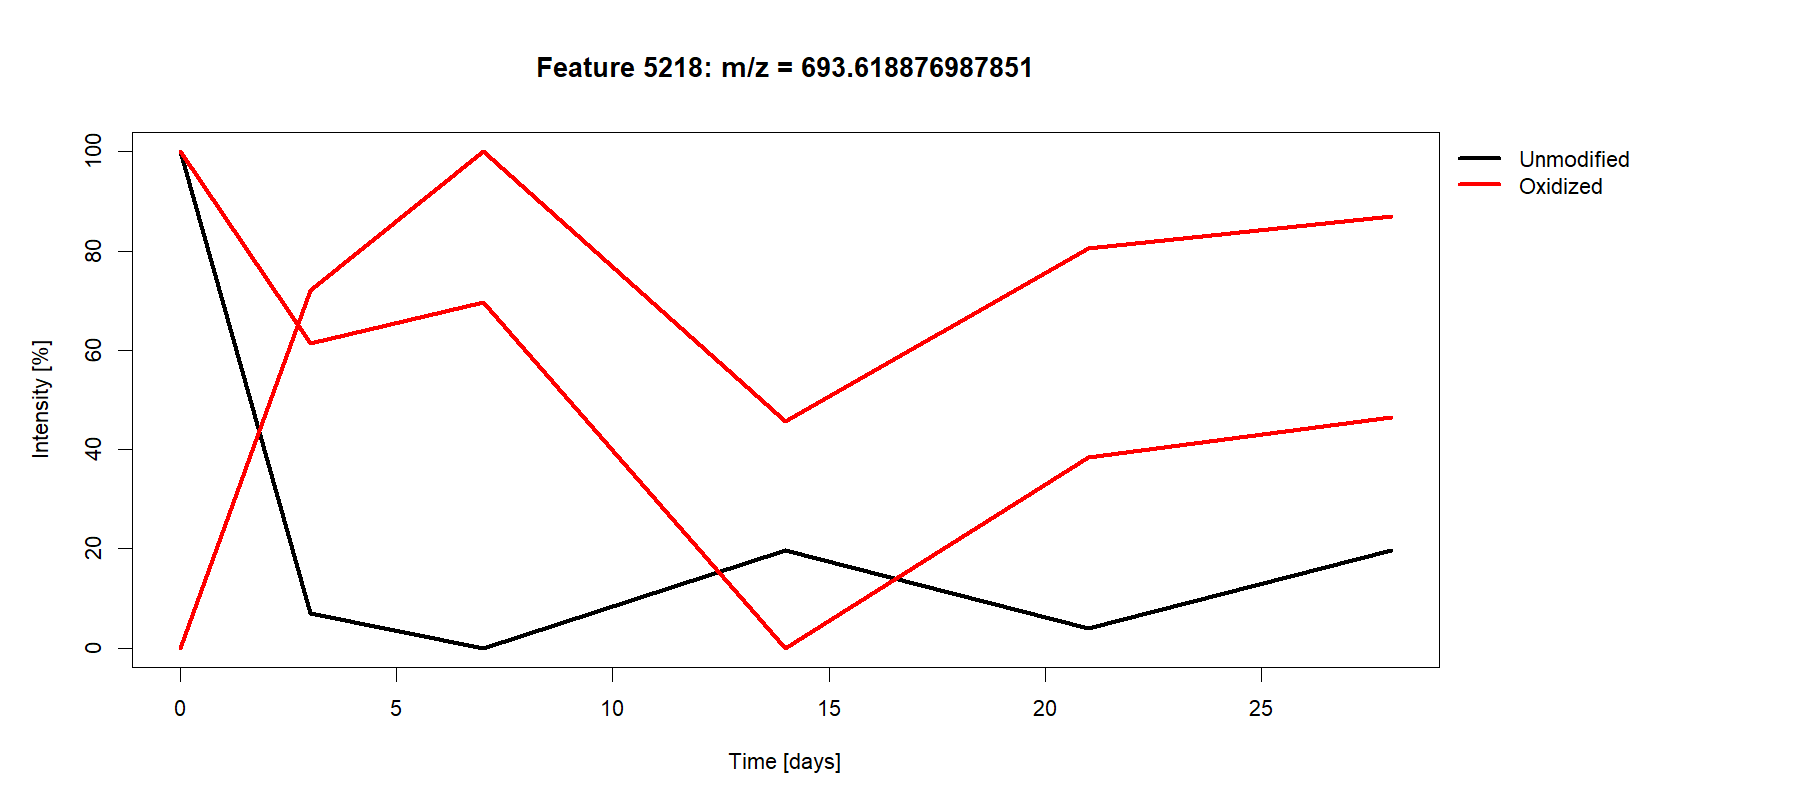 Feature 5218: m/z = 693.618876987851
Unmodified
Oxidized
Intensity [%]
100
80
60
40
20
0
0 5 10 15 20 25
Time [days]